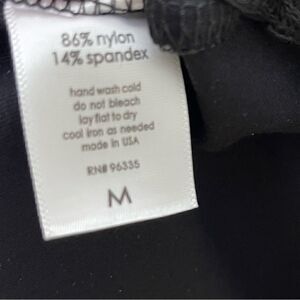 86% nylon
14% spandex
hand wash cold
do not bleach
lay flat to dry
cool iron as needed
made in USA
RN# 96335
M